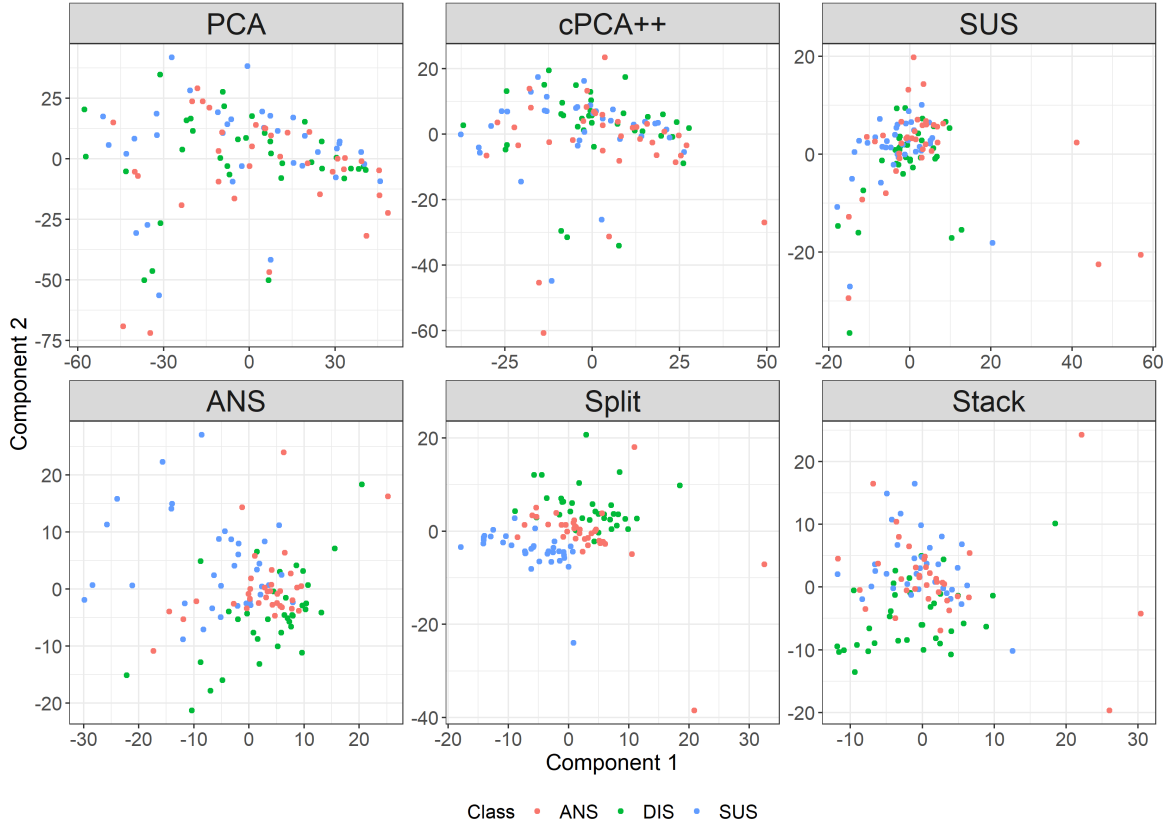 PCA cPCA++ SUS
25
0
-25
-50
-75
20
0
-20
-40
-60
20
0
-20
-60 -30 0 30
-25 0 25 50
-20 0 20 40 60
Component 2
ANS Split Stack
20
10
0
-10
-20
20
0
-20
-40
20
10
0
-10
-20
-30 -20 -10 0 10 20
-20 -10 0 10 20 30
-10 0 10 20 30
Component 1
Class ANS DIS SUS